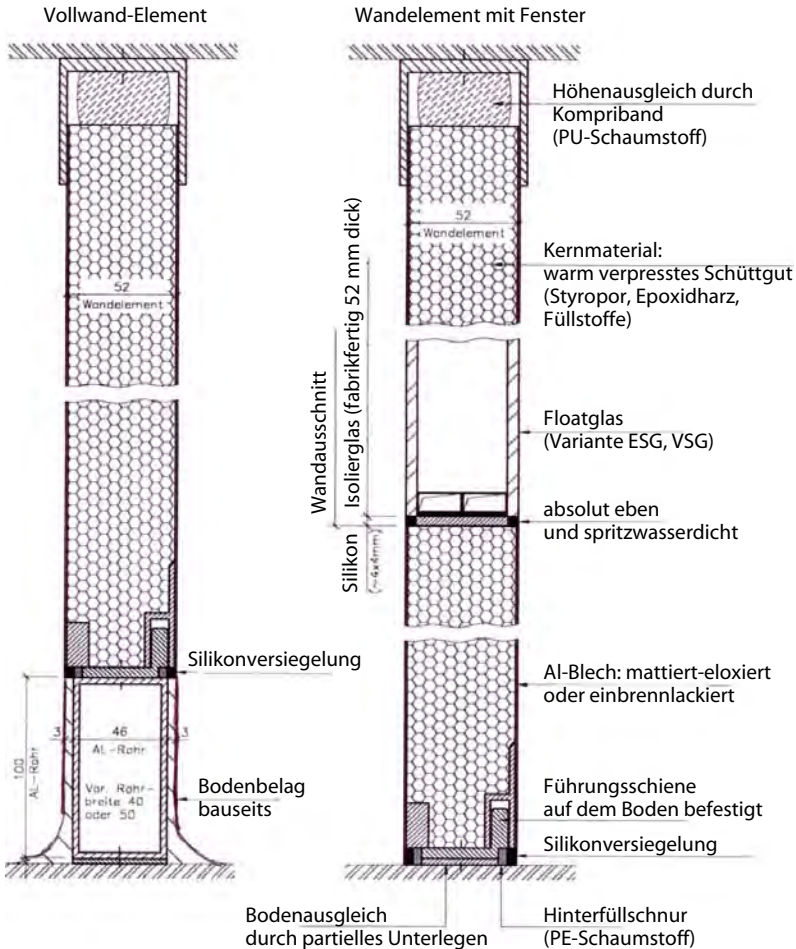 Vollwand-Element
Wandelement mit Fenster
Höhenausgleich durch
Kompriband
(PU-Schaumstoff)
52
Wandelement
Kernmaterial:
warm verpresstes Schüttgut
(Styropor, Epoxidharz,
Füllstoffe)
52
Wandelement
Wandausschnitt
Isolierglas (fabrikfertig 52 mm dick)
Floatglas
(Variante ESG, VSG)
absolut eben
und spritzwasserdicht
Silikon
(~4x4mm)
Silikonversiegelung
Al-Blech: mattiert-eloxiert
oder einbrennlackiert
100
AL-Rohr
3
46
3
AL-Rohr
Var. Rohr-
breite 40
oder 50
Bodenbelag
bauseits
Führungsschiene
auf dem Boden befestigt
Silikonversiegelung
Bodenausgleich
durch partielles Unterlegen
Hinterfüllschnur
(PE-Schaumstoff)